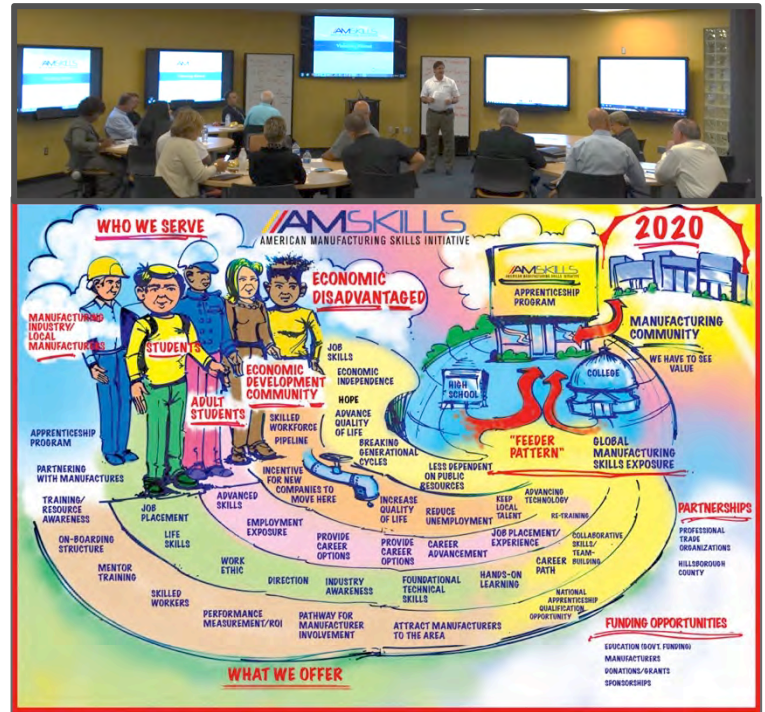 AMSKILLS
AMSKILLS
AMSKILLS
WHO WE SERVE
AMSKILLS
AMERICAN MANUFACTURING SKILLS INITIATIVE
2020
ECONOMIC
DISADVANTAGED
AMSKILLS
APPRENTICESHIP
PROGRAM
MANUFACTURING
INDUSTRY/
LOCAL
MANUFACTURERS
STUDENTS
ADULT
STUDENTS
ECONOMIC
DEVELOPMENT
COMMUNITY
MANUFACTURING
COMMUNITY
WE HAVE TO SEE
VALUE
HIGH
SCHOOL
COLLEGE
"FEEDER
PATTERN"
GLOBAL
MANUFACTURING
SKILLS EXPOSURE
JOB
SKILLS
ECONOMIC
INDEPENDENCE
HOPE
ADVANCE
QUALITY
OF LIFE
BREAKING
GENERATIONAL
CYCLES
LESS DEPENDENT
ON PUBLIC
RESOURCES
SKILLED
WORKFORCE
PIPELINE
INCENTIVE
FOR NEW
COMPANIES TO
MOVE HERE
INCREASE
QUALITY
OF LIFE
REDUCE
UNEMPLOYMENT
KEEP
LOCAL
TALENT
ADVANCING
TECHNOLOGY
RE-TRAINING
ADVANCED
SKILLS
EMPLOYMENT
EXPOSURE
PROVIDE
CAREER
OPTIONS
PROVIDE
CAREER
OPTIONS
CAREER
ADVANCEMENT
JOB PLACEMENT/
EXPERIENCE
COLLABORATIVE
SKILLS/
TEAM-
BUILDING
JOB
PLACEMENT
LIFE
SKILLS
WORK
ETHIC
DIRECTION
INDUSTRY
AWARENESS
FOUNDATIONAL
TECHNICAL
SKILLS
HANDS-ON
LEARNING
CAREER
PATH
NATIONAL
APPRENTICESHIP
QUALIFICATION
OPPORTUNITY
APPRENTICESHIP
PROGRAM
PARTNERING
WITH MANUFACTURES
TRAINING/
RESOURCE
AWARENESS
ON-BOARDING
STRUCTURE
MENTOR
TRAINING
SKILLED
WORKERS
PERFORMANCE
MEASUREMENT/ROI
PATHWAY FOR
MANUFACTURER
INVOLVEMENT
ATTRACT MANUFACTURERS
TO THE AREA
WHAT WE OFFER
PARTNERSHIPS
PROFESSIONAL
TRADE
ORGANIZATIONS
HILLSBOROUGH
COUNTY
FUNDING OPPORTUNITIES
EDUCATION (GOVT. FUNDING)
MANUFACTURERS
DONATIONS/GRANTS
SPONSORSHIPS